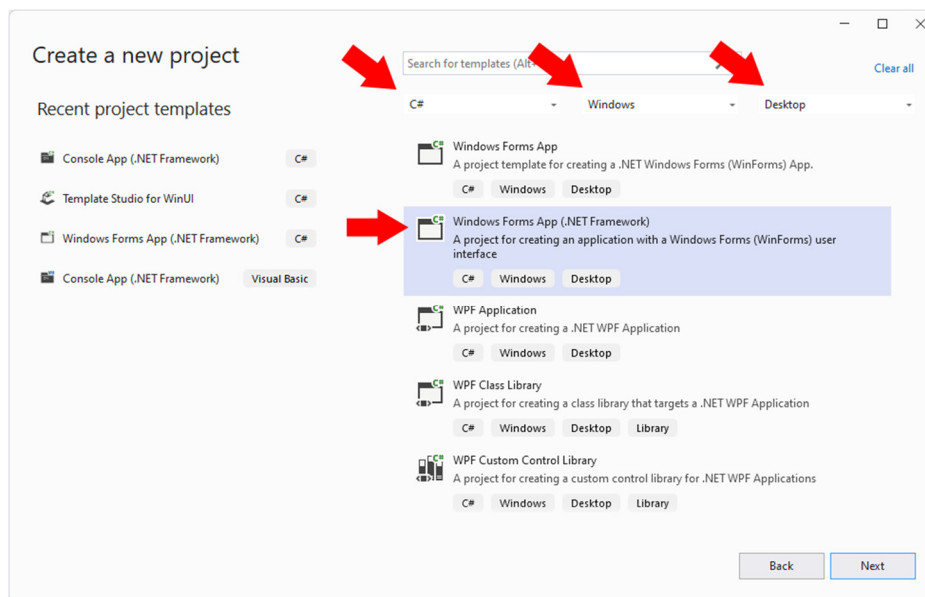 Create a new project
Recent project templates
Console App (.NET Framework)
C#
Template Studio for WinUI
C#
Windows Forms App (.NET Framework)
C#
Console App (.NET Framework)
Visual Basic
Search for templates (Alt+
Clear all
C#
Windows
Desktop
C#
Windows Forms App
A project template for creating a .NET Windows Forms (WinForms) App.
C# Windows Desktop
C#
Windows Forms App (.NET Framework)
A project for creating an application with a Windows Forms (WinForms) user
interface
C# Windows Desktop
C#
WPF Application
A project for creating a .NET WPF Application
C# Windows Desktop
C#
WPF Class Library
A project for creating a class library that targets a .NET WPF Application
C# Windows Desktop Library
C#
WPF Custom Control Library
A project for creating a custom control library for .NET WPF Applications
C# Windows Desktop Library
Back
Next